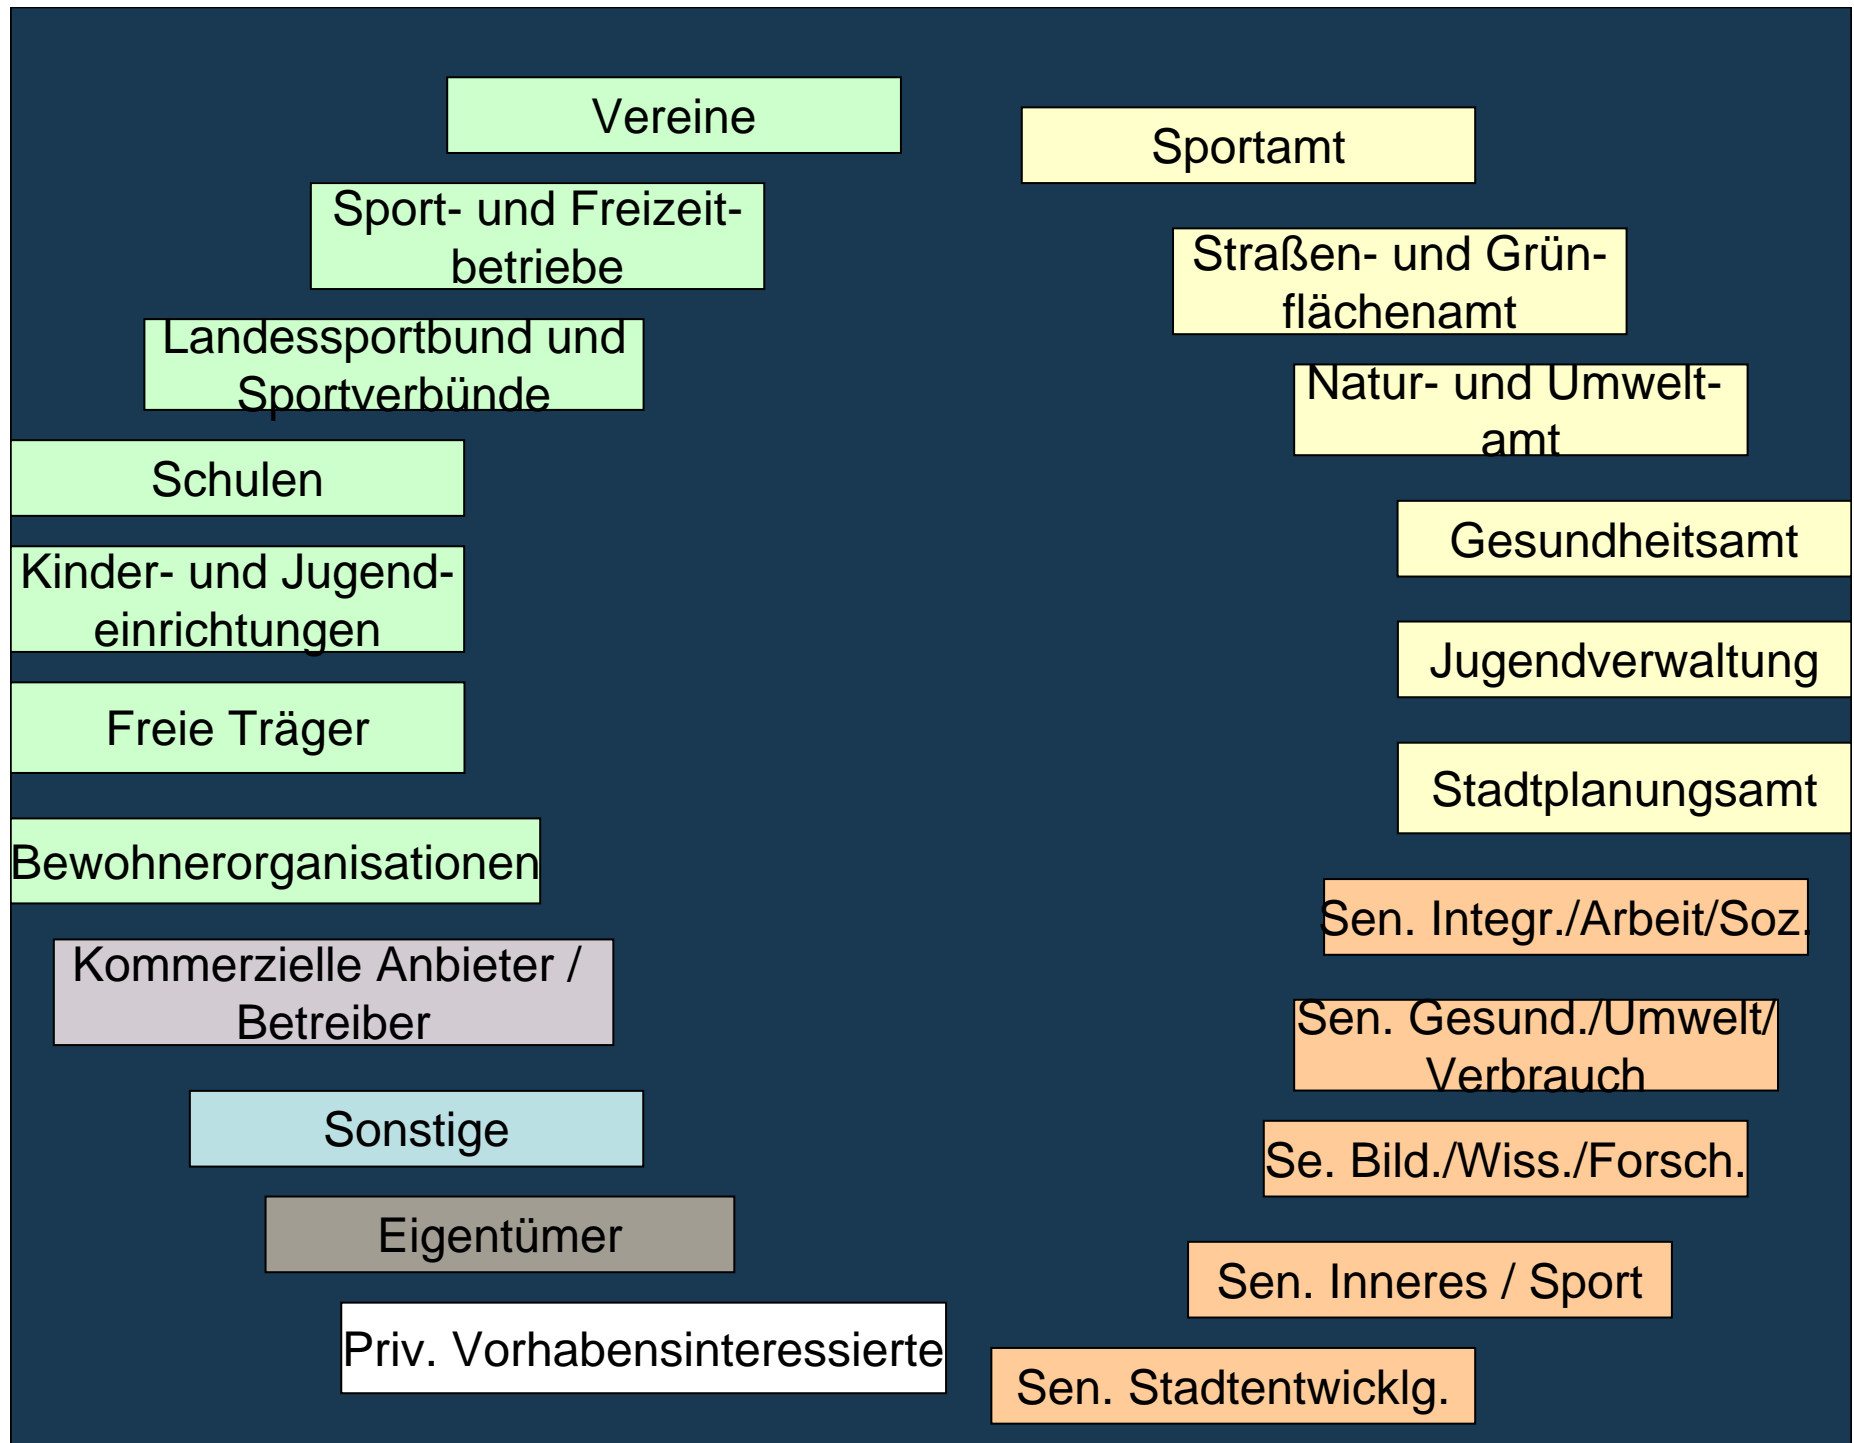 Vereine
Sport- und Freizeit-
betriebe
Landessportbund und
Sportverbünde
Schulen
Kinder- und Jugend-
einrichtungen
Freie Träger
Bewohnerorganisationen
Kommerzielle Anbieter /
Betreiber
Sonstige
Eigentümer
Priv. Vorhabensinteressierte
Sportamt
Straßen- und Grün-
flächenamt
Natur- und Umwelt-
amt
Gesundheitsamt
Jugendverwaltung
Stadtplanungsamt
Sen. Integr./Arbeit/Soz.
Sen. Gesund./Umwelt/
Verbrauch
Se. Bild./Wiss./Forsch.
Sen. Inneres / Sport
Sen. Stadtentwicklg.